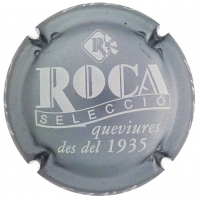 R
ROCA
SELECCIÓ
queviures
des del 1935